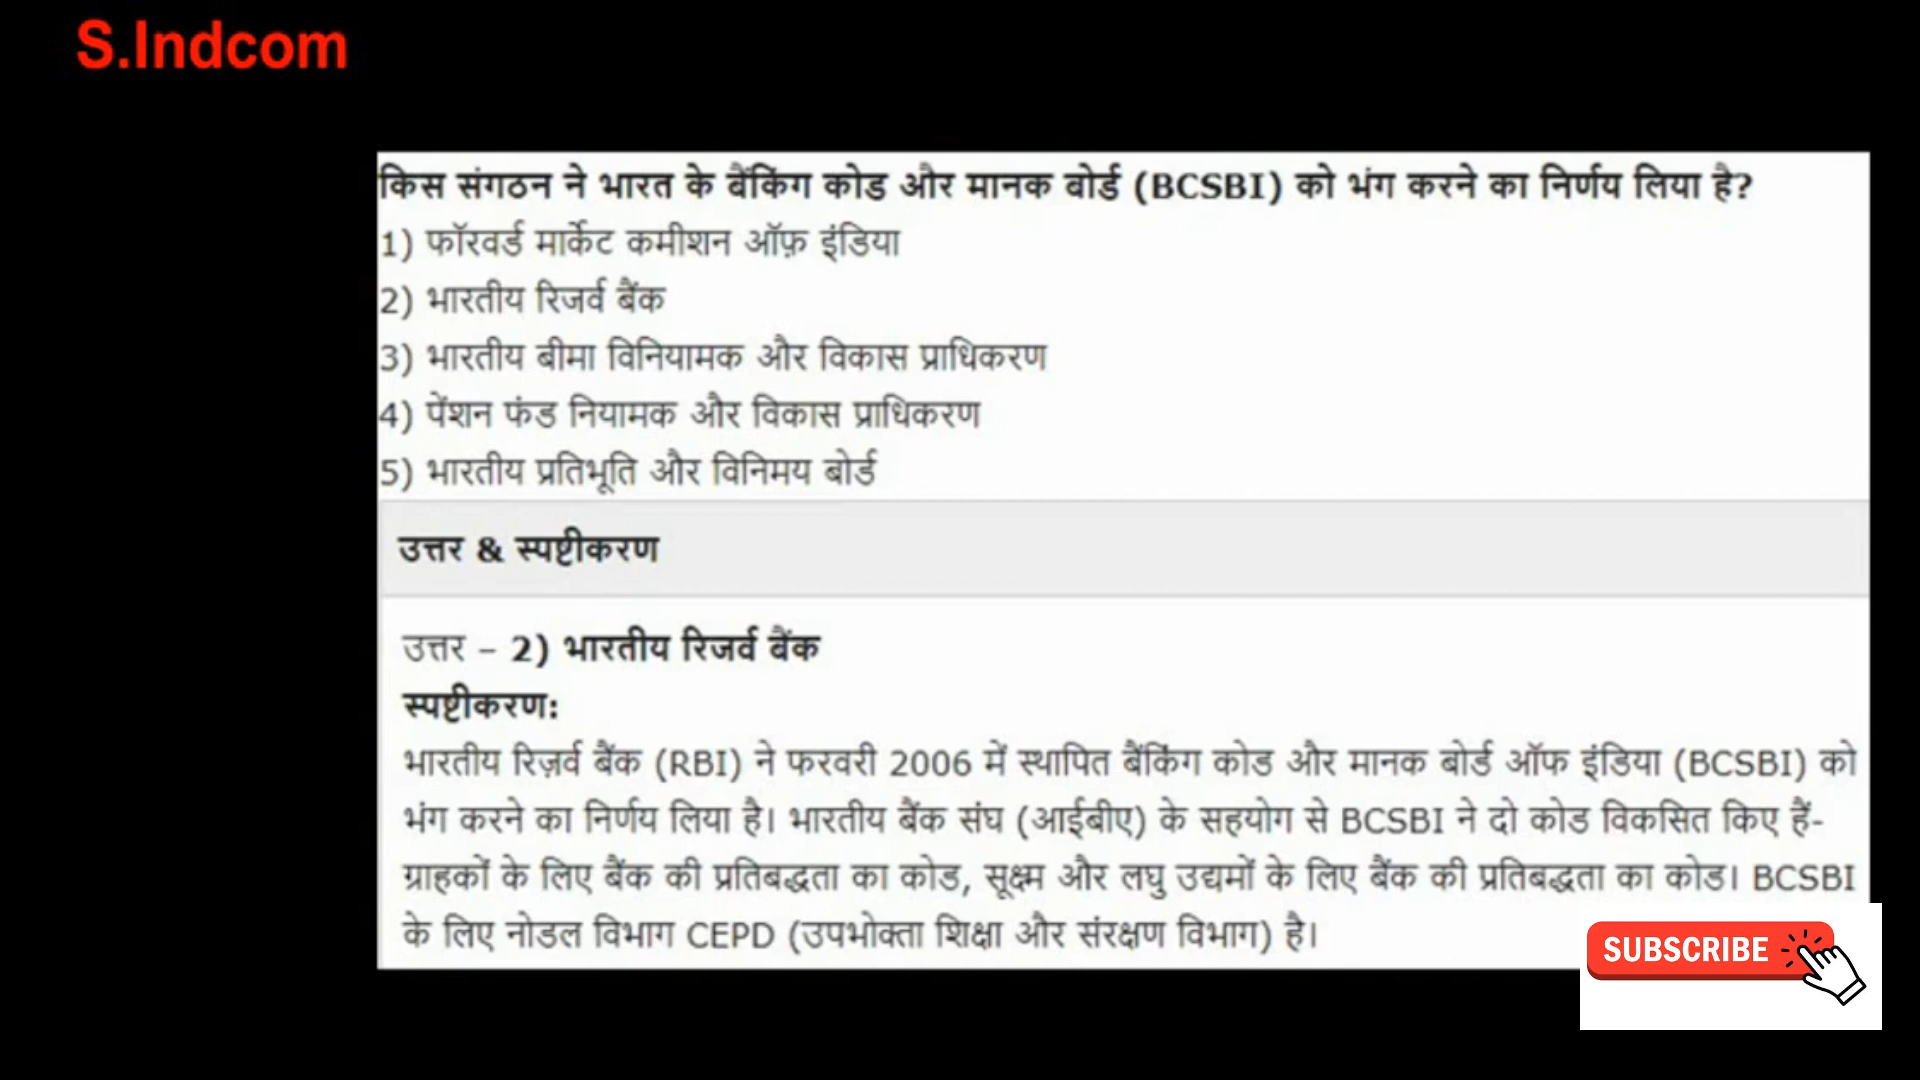 S.Indcom
किस संगठन ने भारत के बैंकिंग कोड और मानक बोर्ड (BCSBI) को भंग करने का निर्णय लिया है?
1) फॉरवर्ड मार्केट कमीशन ऑफ़ इंडिया
2) भारतीय रिजर्व बैंक
3) भारतीय बीमा विनियामक और विकास प्राधिकरण
4) पेंशन फंड नियामक और विकास प्राधिकरण
5) भारतीय प्रतिभूति और विनिमय बोर्ड
उत्तर & स्पष्टीकरण
उत्तर – 2) भारतीय रिजर्व बैंक
स्पष्टीकरण:
भारतीय रिज़र्व बैंक (RBI) ने फरवरी 2006 में स्थापित बैंकिंग कोड और मानक बोर्ड ऑफ इंडिया (BCSBI) को
भंग करने का निर्णय लिया है। भारतीय बैंक संघ (आईबीए) के सहयोग से BCSBI ने दो कोड विकसित किए हैं-
ग्राहकों के लिए बैंक की प्रतिबद्धता का कोड, सूक्ष्म और लघु उद्यमों के लिए बैंक की प्रतिबद्धता का कोड। BCSBI
के लिए नोडल विभाग CEPD (उपभोक्ता शिक्षा और संरक्षण विभाग) है।
SUBSCRIBE